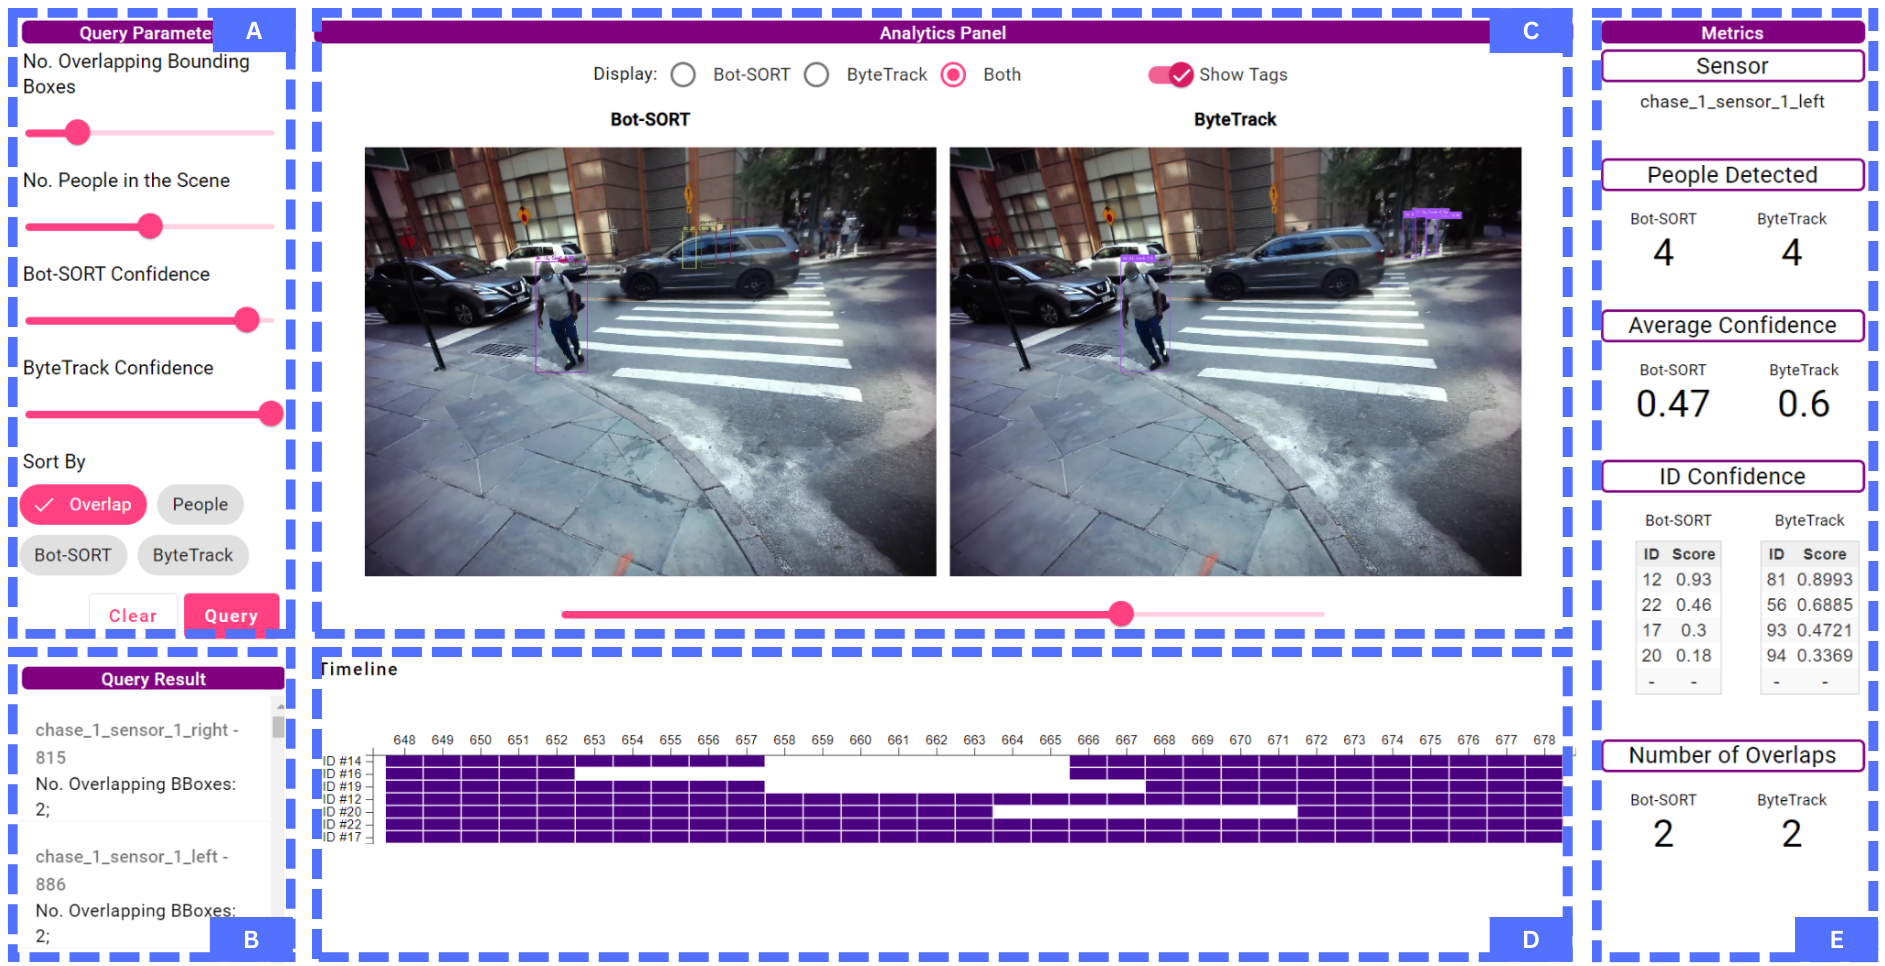 Query Paramete
A
No. Overlapping Bounding
Boxes
No. People in the Scene
Bot-SORT Confidence
ByteTrack Confidence
Sort By
Overlap
People
Bot-SORT
ByteTrack
Clear
Query
Query Result
chase_1_sensor_1_right -
815
No. Overlapping BBoxes:
2;
chase_1_sensor_1_left -
886
No. Overlapping BBoxes:
2;
B
Analytics Panel
C
Display: Bot-SORT ByteTrack Both Show Tags
Bot-SORT
ByteTrack
Timeline
648 649 650 651 652 653 654 655 656 657 658 659 660 661 662 663 664 665 666 667 668 669 670 671 672 673 674 675 676 677 678
ID #14
ID #16
ID #19
ID #12
ID #20
ID #22
ID #17
D
Metrics
Sensor
chase_1_sensor_1_left
People Detected
Bot-SORT ByteTrack
4 4
Average Confidence
Bot-SORT ByteTrack
0.47 0.6
ID Confidence
Bot-SORT ByteTrack
ID Score ID Score
12 0.93 81 0.8993
22 0.46 56 0.6885
17 0.3 93 0.4721
20 0.18 94 0.3369
- - - -
Number of Overlaps
Bot-SORT ByteTrack
2 2
E